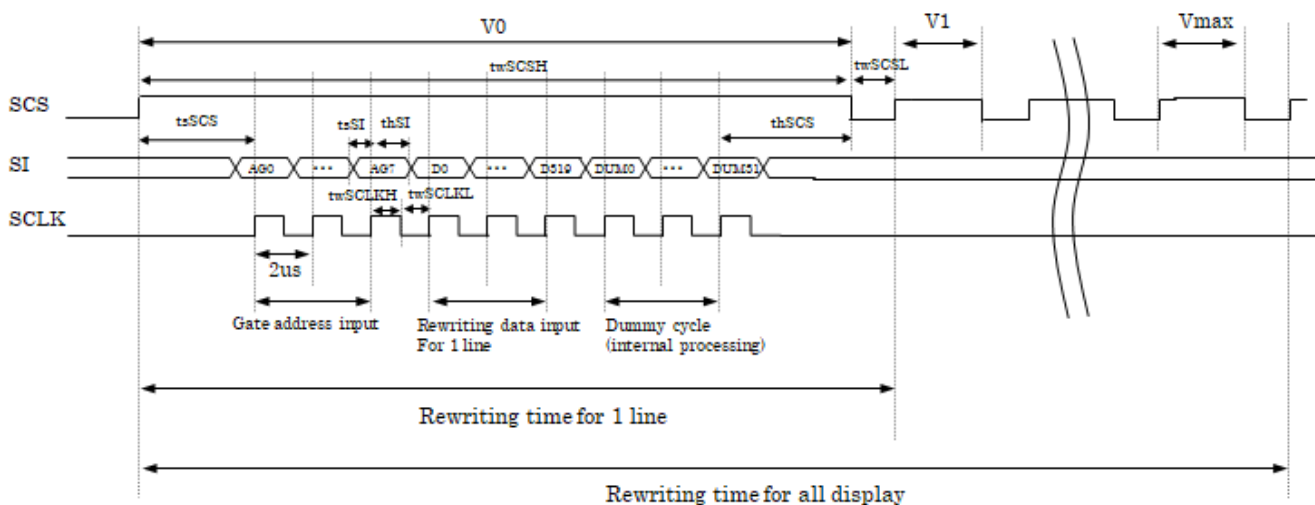 V0
V1
Vmax
twSCSH
twSCSL
SCS
tsSCS
tsSI
thSI
thSCS
SI
AG0
...
AG7
D0
...
D319
DUM0
...
DUM31
twSCLKH
twSCLKL
SCLK
2us
Gate address input
Rewriting data input
For 1 line
Dummy cycle
(internal processing)
Rewriting time for 1 line
Rewriting time for all display